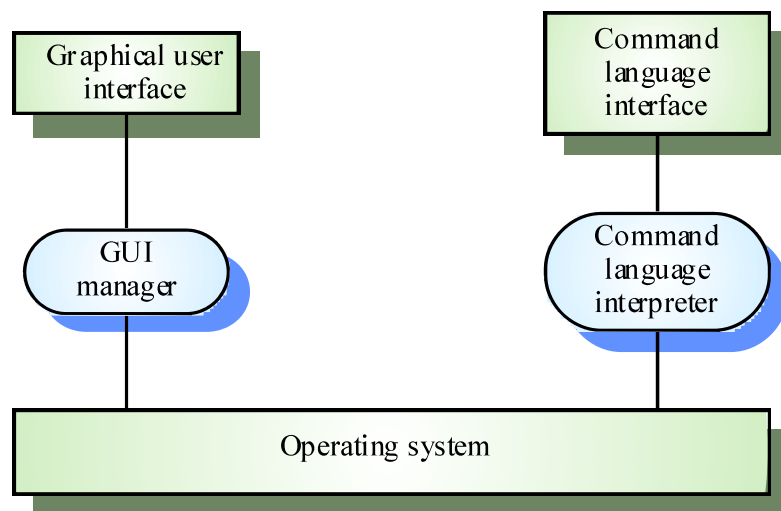 Graphical user
interface
Command
language
interface
GUI
manager
Command
language
interpreter
Operating system